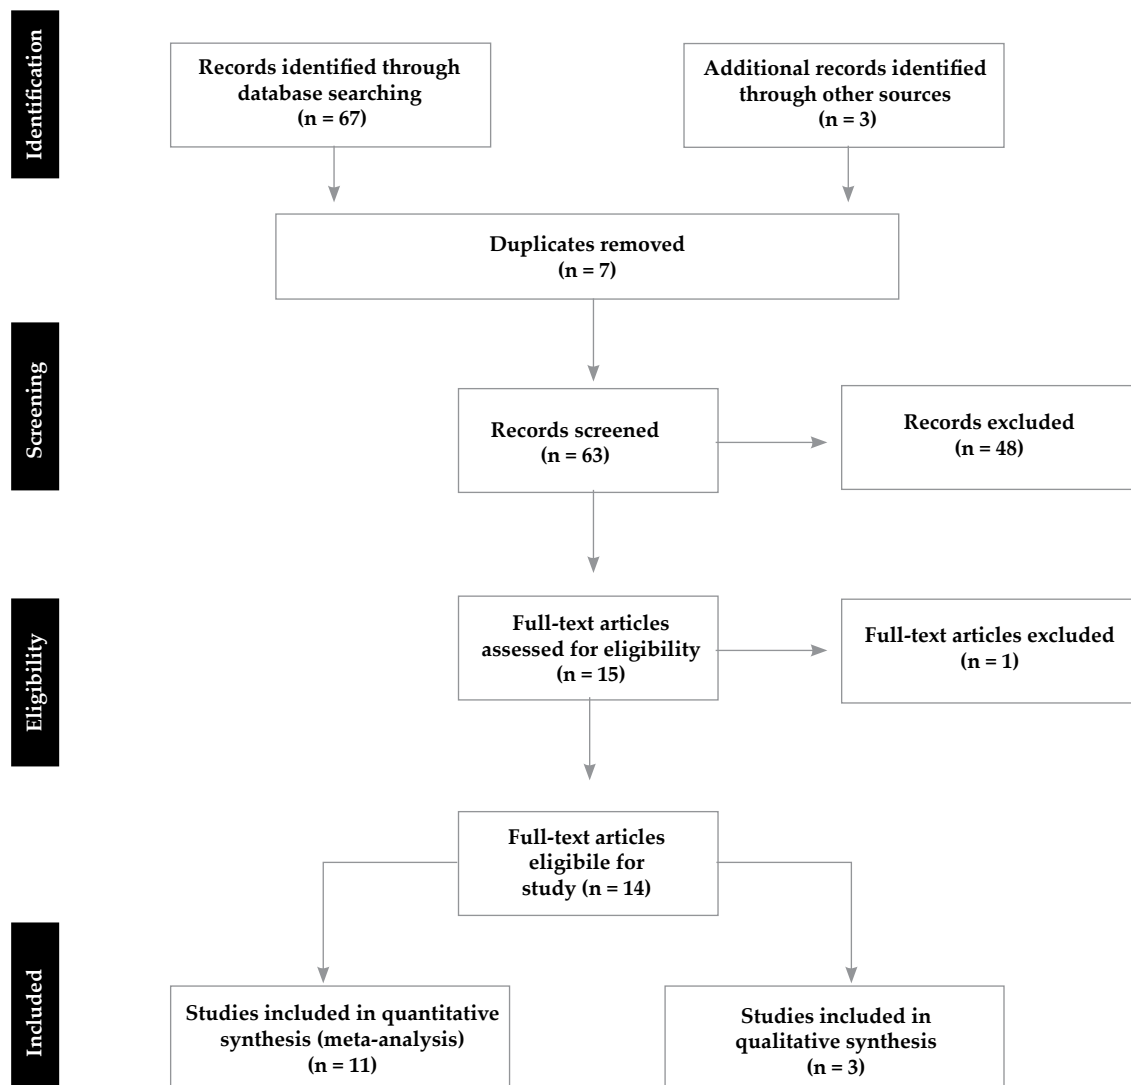 Identification
Records identified through
database searching
(n = 67)
Additional records identified
through other sources
(n = 3)
Duplicates removed
(n = 7)
Screening
Records screened
(n = 63)
Records excluded
(n = 48)
Eligibility
Full-text articles
assessed for eligibility
(n = 15)
Full-text articles excluded
(n = 1)
Full-text articles
eligibile for
study (n = 14)
Included
Studies included in quantitative
synthesis (meta-analysis)
(n = 11)
Studies included in
qualitative synthesis
(n = 3)